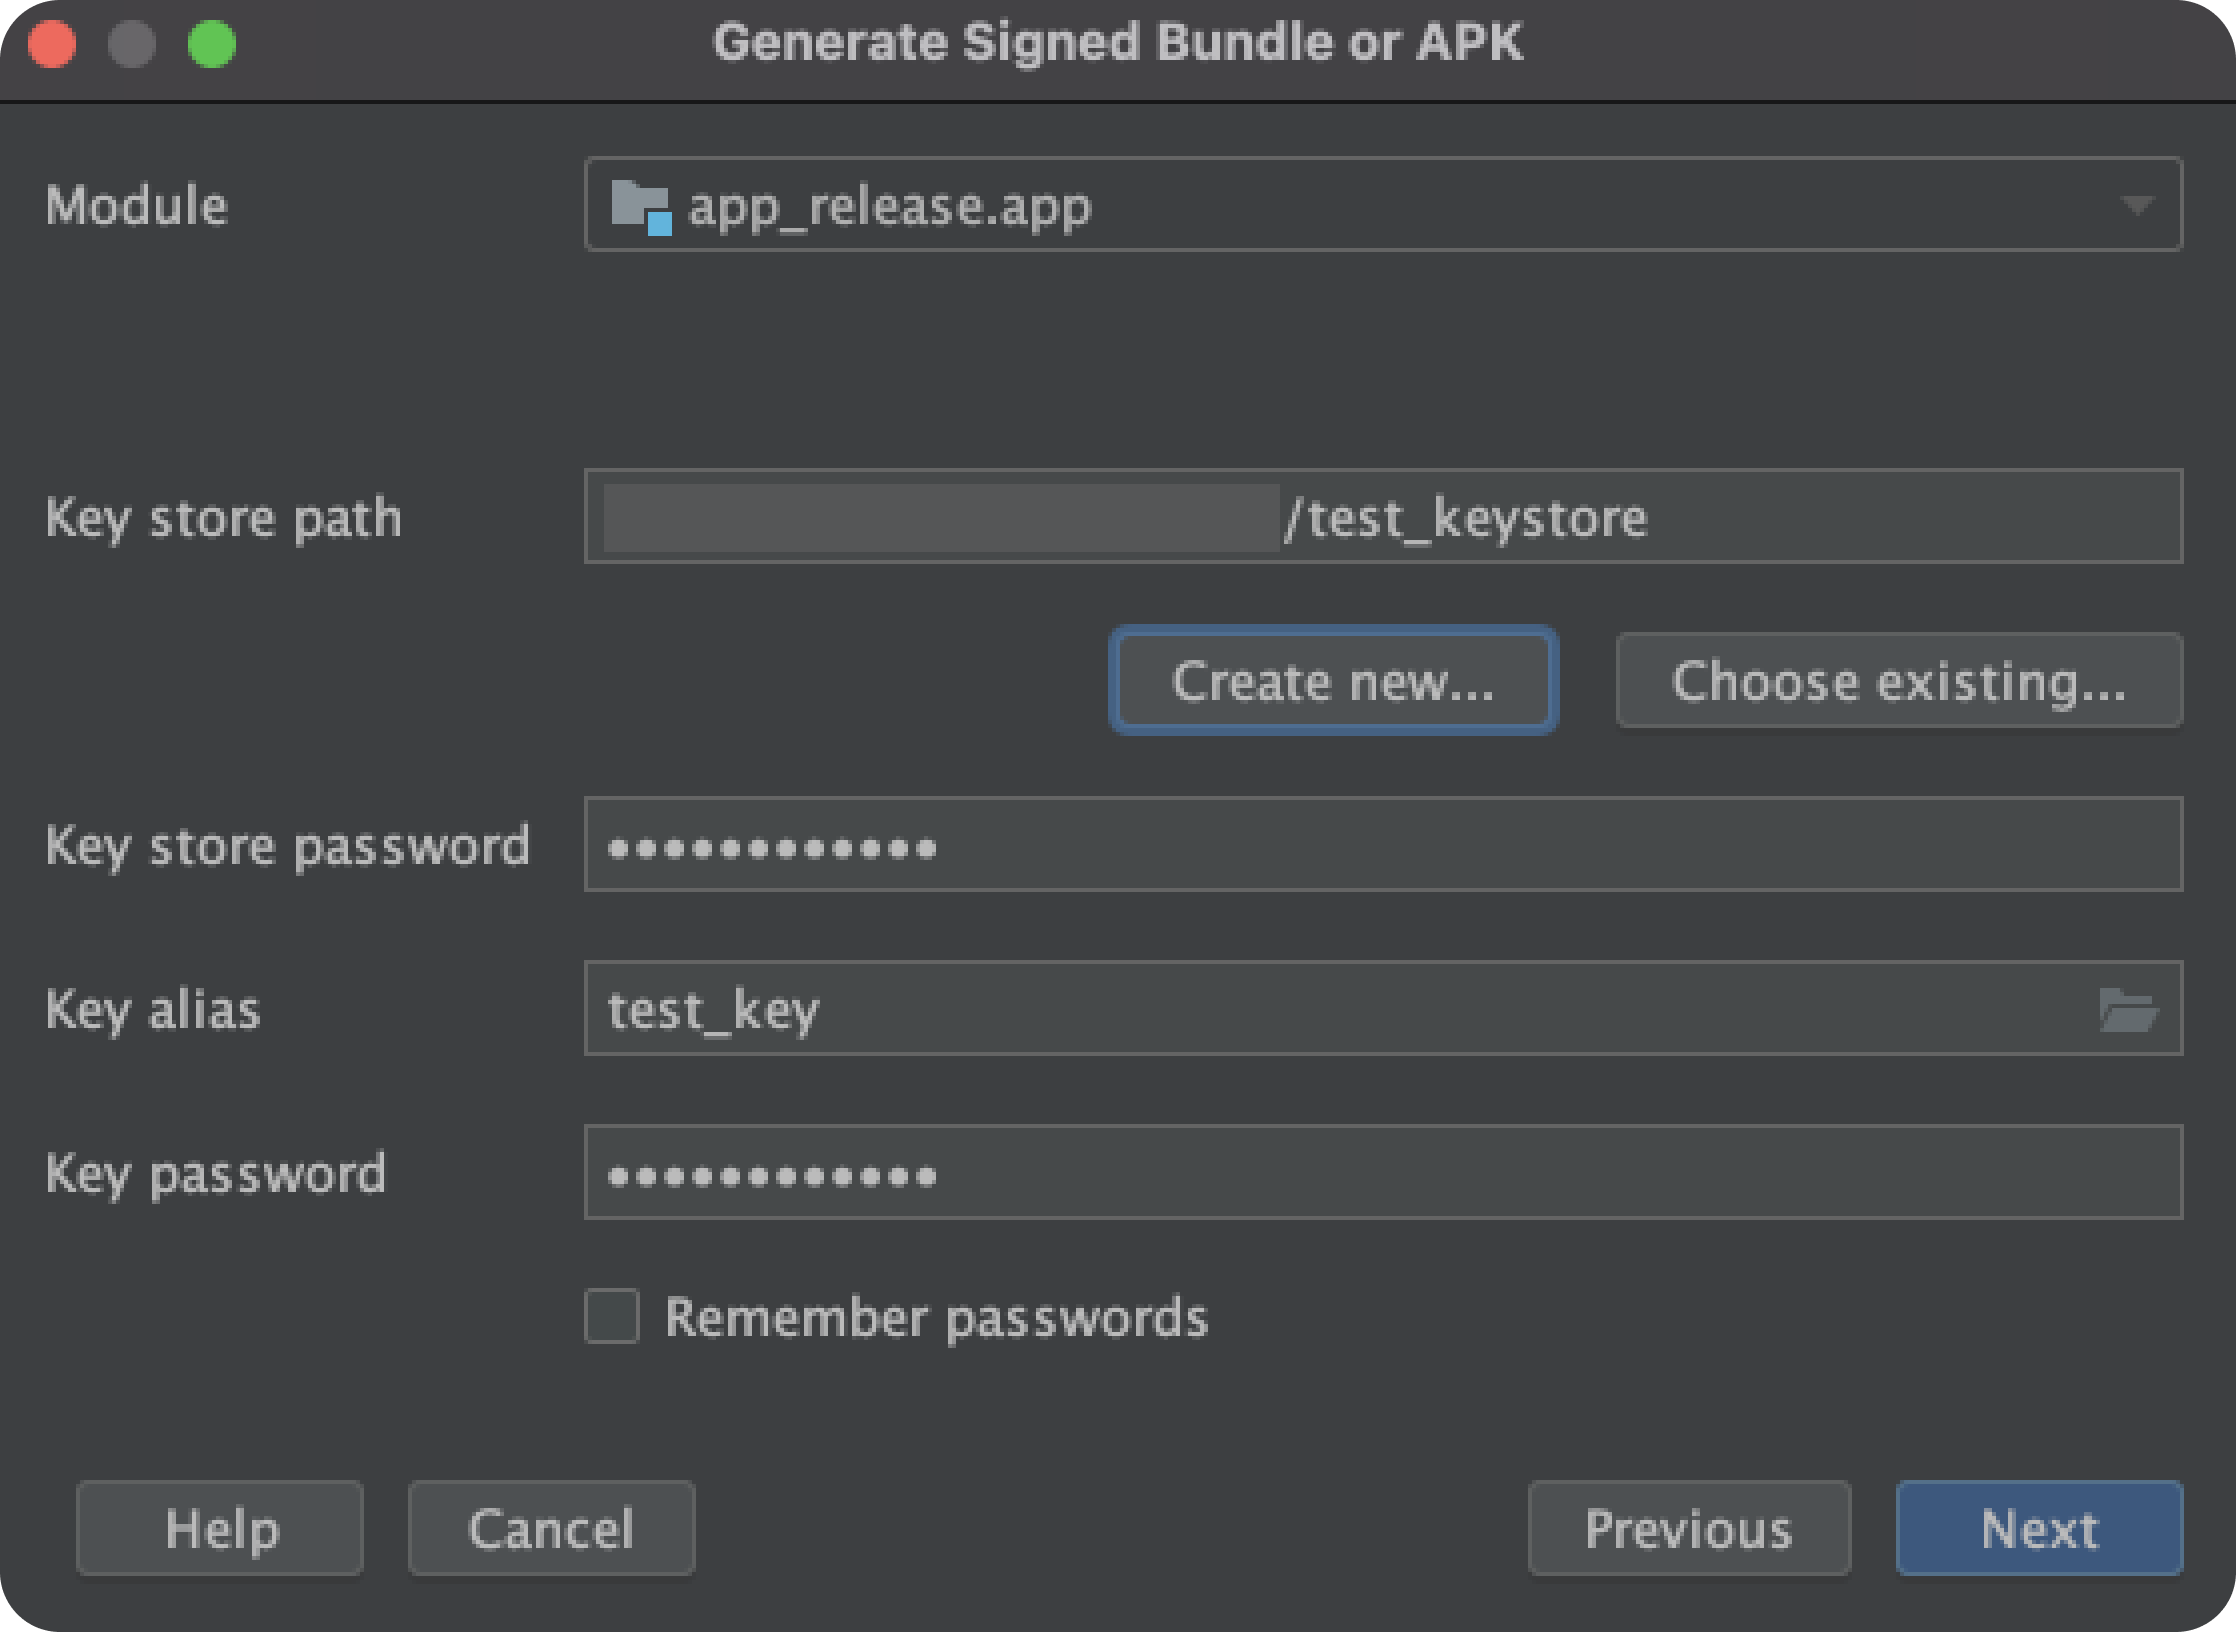 Generate Signed Bundle or APK
Module app_release.app
Key store path /test_keystore
Create new... Choose existing...
Key store password ••••••••••••
Key alias test_key
Key password ••••••••••••
Remember passwords
Help Cancel Previous Next